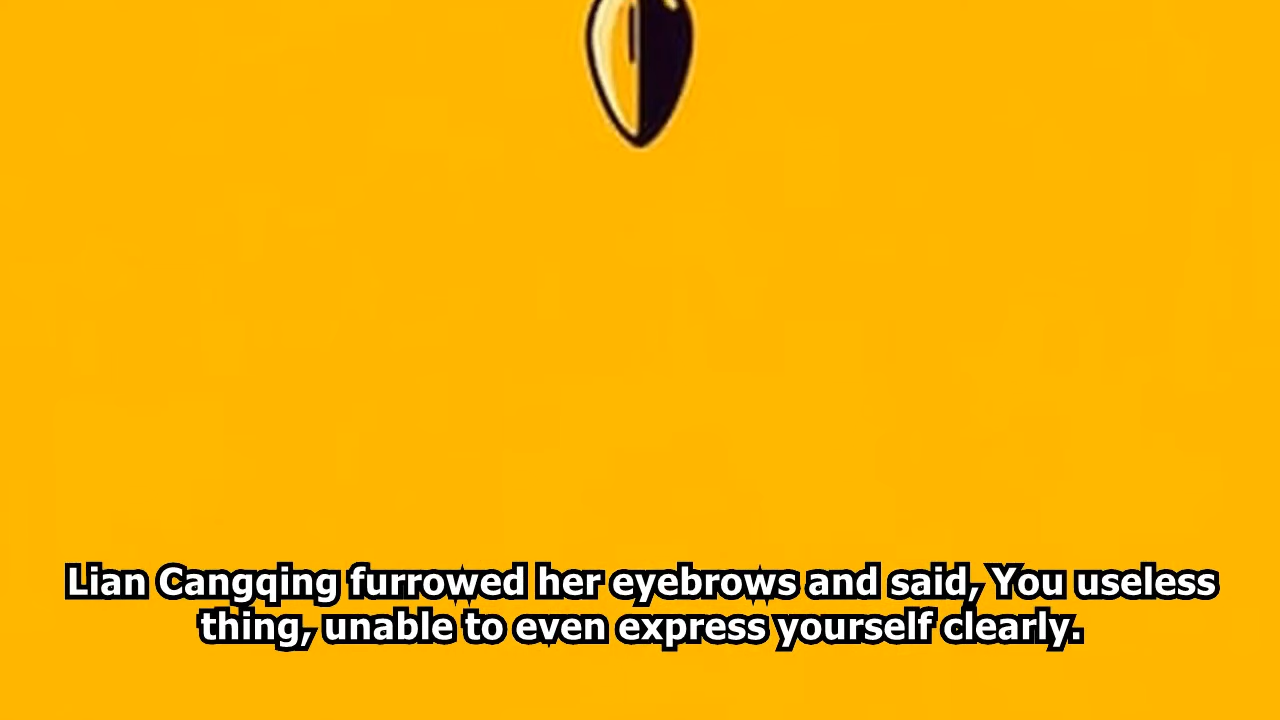 Lian Cangqing furrowed her eyebrows and said, You useless
thing, unable to even express yourself clearly.